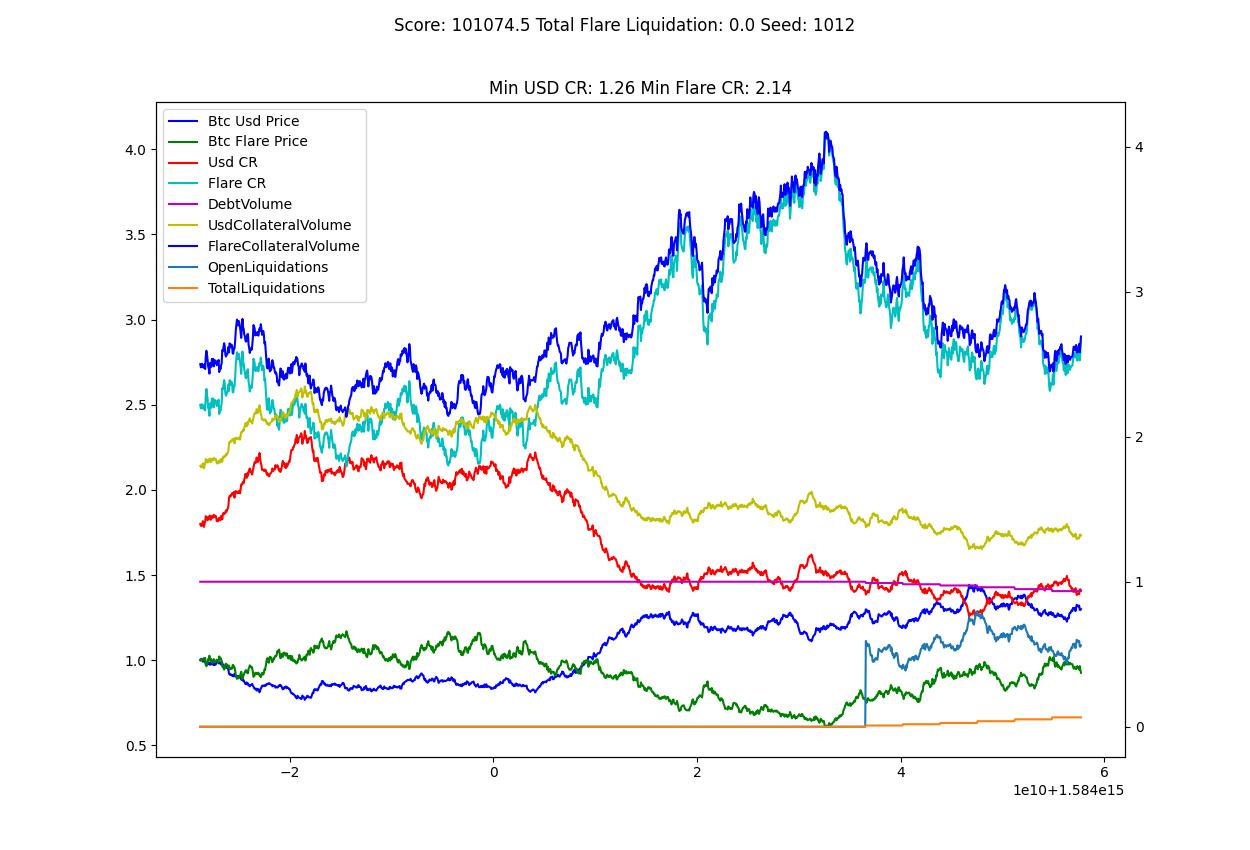 Score: 101074.5 Total Flare Liquidation: 0.0 Seed: 1012
Min USD CR: 1.26 Min Flare CR: 2.14
Btc Usd Price
Btc Flare Price
Usd CR
Flare CR
DebtVolume
UsdCollateralVolume
FlareCollateralVolume
OpenLiquidations
TotalLiquidations
4.0
3.5
3.0
2.5
2.0
1.5
1.0
0.5
4
3
2
1
0
−2
0
2
4
6
1e10+1.584e15